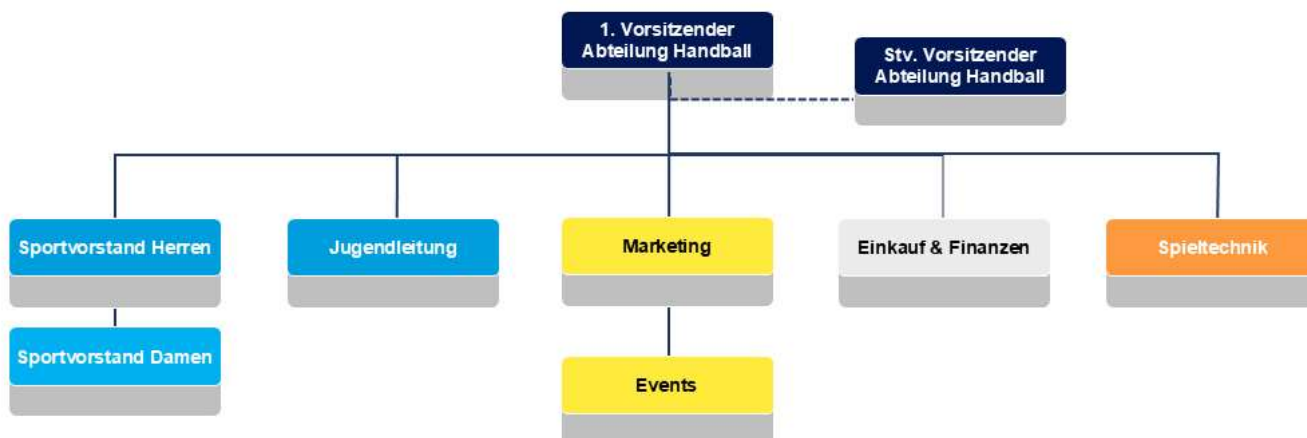 1. Vorsitzender
Abteilung Handball
Stv. Vorsitzender
Abteilung Handball
Sportvorstand Herren
Jugendleitung
Marketing
Einkauf & Finanzen
Spieltechnik
Sportvorstand Damen
Events